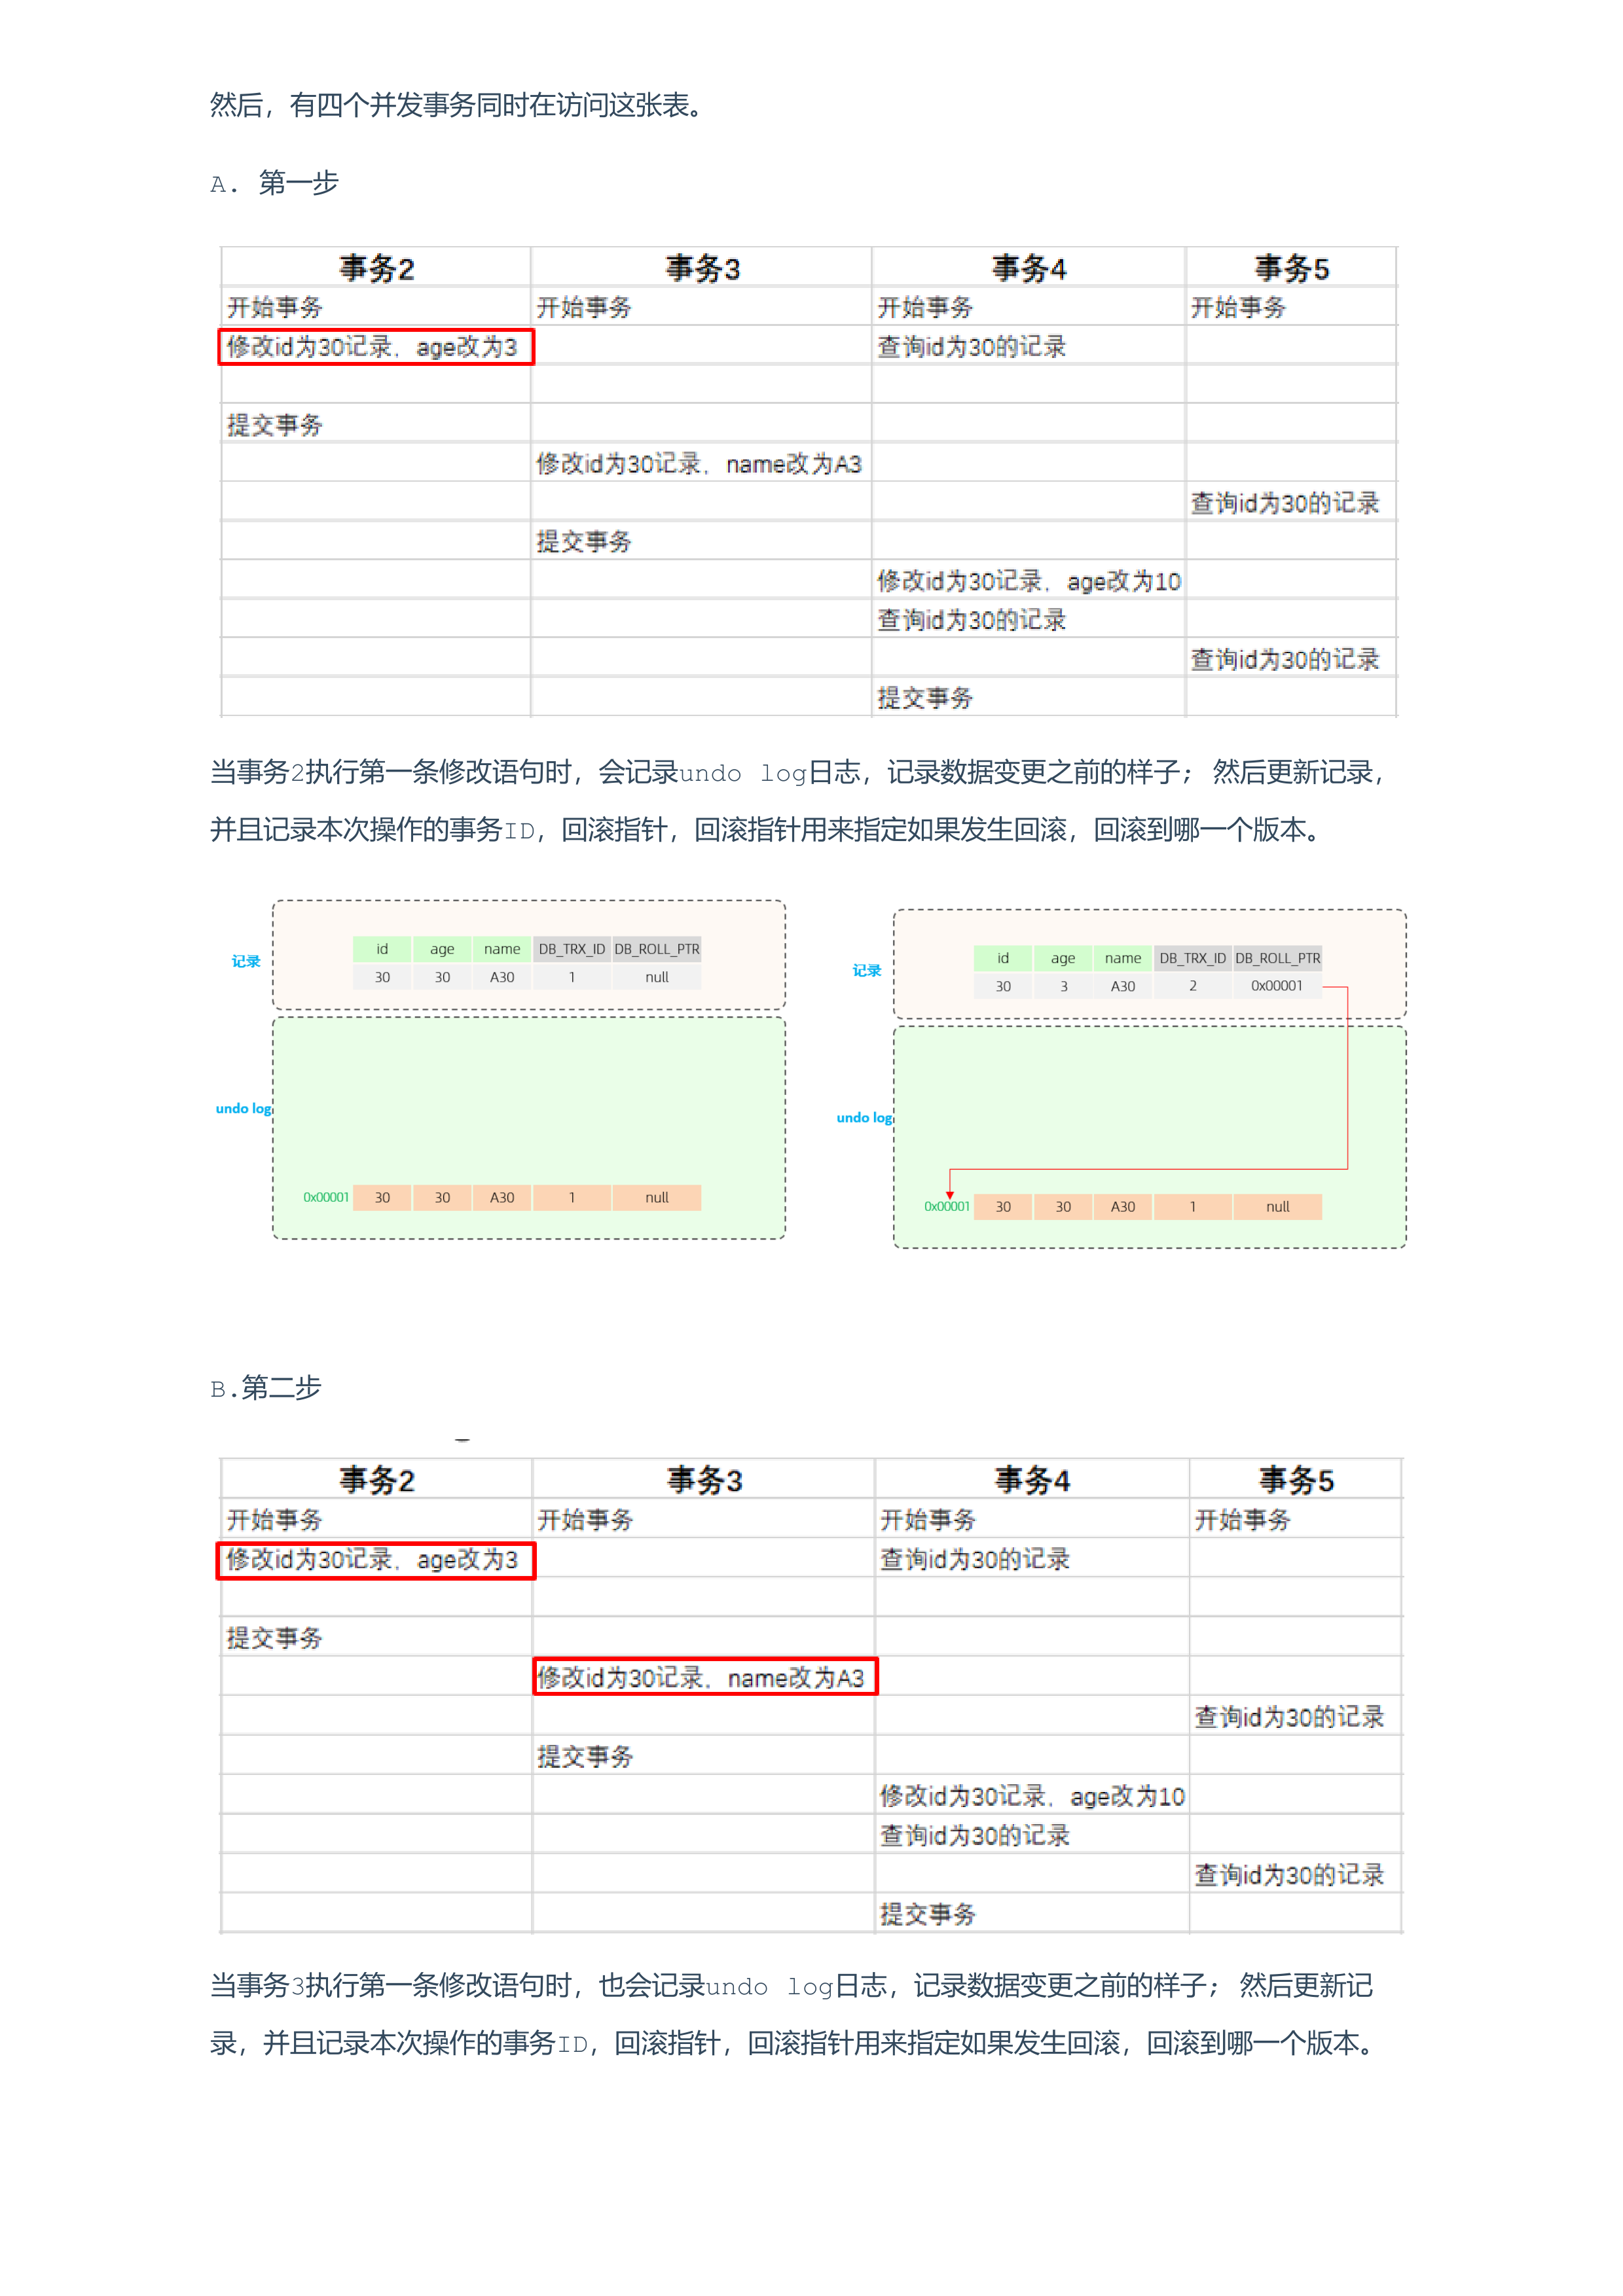 然后，有四个并发事务同时在访问这张表。
A. 第一步
事务2 事务3 事务4 事务5
开始事务 开始事务 开始事务 开始事务
修改id为30记录，age改为3 查询id为30的记录
提交事务
修改id为30记录，name改为A3
查询id为30的记录
提交事务
修改id为30记录，age改为10
查询id为30的记录
查询id为30的记录
提交事务
当事务2执行第一条修改语句时，会记录undo log日志，记录数据变更之前的样子；然后更新记录，
并且记录本次操作的事务ID，回滚指针，回滚指针用来指定如果发生回滚，回滚到哪一个版本。
记录
id age name DB_TRX_ID DB_ROLL_PTR
30 30 A30 1 null
undo log
0x00001 30 30 A30 1 null
记录
id age name DB_TRX_ID DB_ROLL_PTR
30 3 A30 2 0x00001
undo log
0x00001 30 30 A30 1 null
B.第二步
事务2 事务3 事务4 事务5
开始事务 开始事务 开始事务 开始事务
修改id为30记录，age改为3 查询id为30的记录
提交事务
修改id为30记录，name改为A3
查询id为30的记录
提交事务
修改id为30记录，age改为10
查询id为30的记录
查询id为30的记录
提交事务
当事务3执行第一条修改语句时，也会记录undo log日志，记录数据变更之前的样子；然后更新记
录，并且记录本次操作的事务ID，回滚指针，回滚指针用来指定如果发生回滚，回滚到哪一个版本。